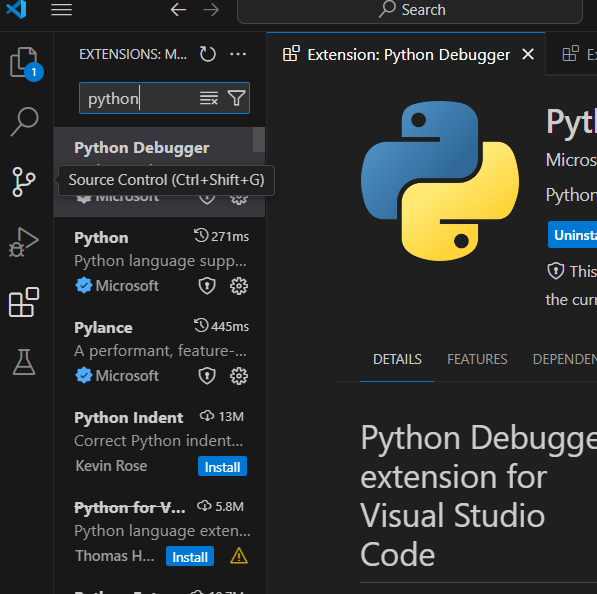 Search
EXTENSIONS: M...
Extension: Python Debugger
1
python
Python Debugger
Source Control (Ctrl+Shift+G)
Microsoft
Python
271ms
Python language supp...
Microsoft
Pylance
445ms
A performant, feature-...
Microsoft
Python Indent
13M
Correct Python indent...
Kevin Rose
Install
Python for V...
5.8M
Python language exten...
Thomas H...
Install
Pyt
Micros
Python
Uninsta
This
the curr
DETAILS
FEATURES
DEPENDEN
Python Debugge
extension for
Visual Studio
Code